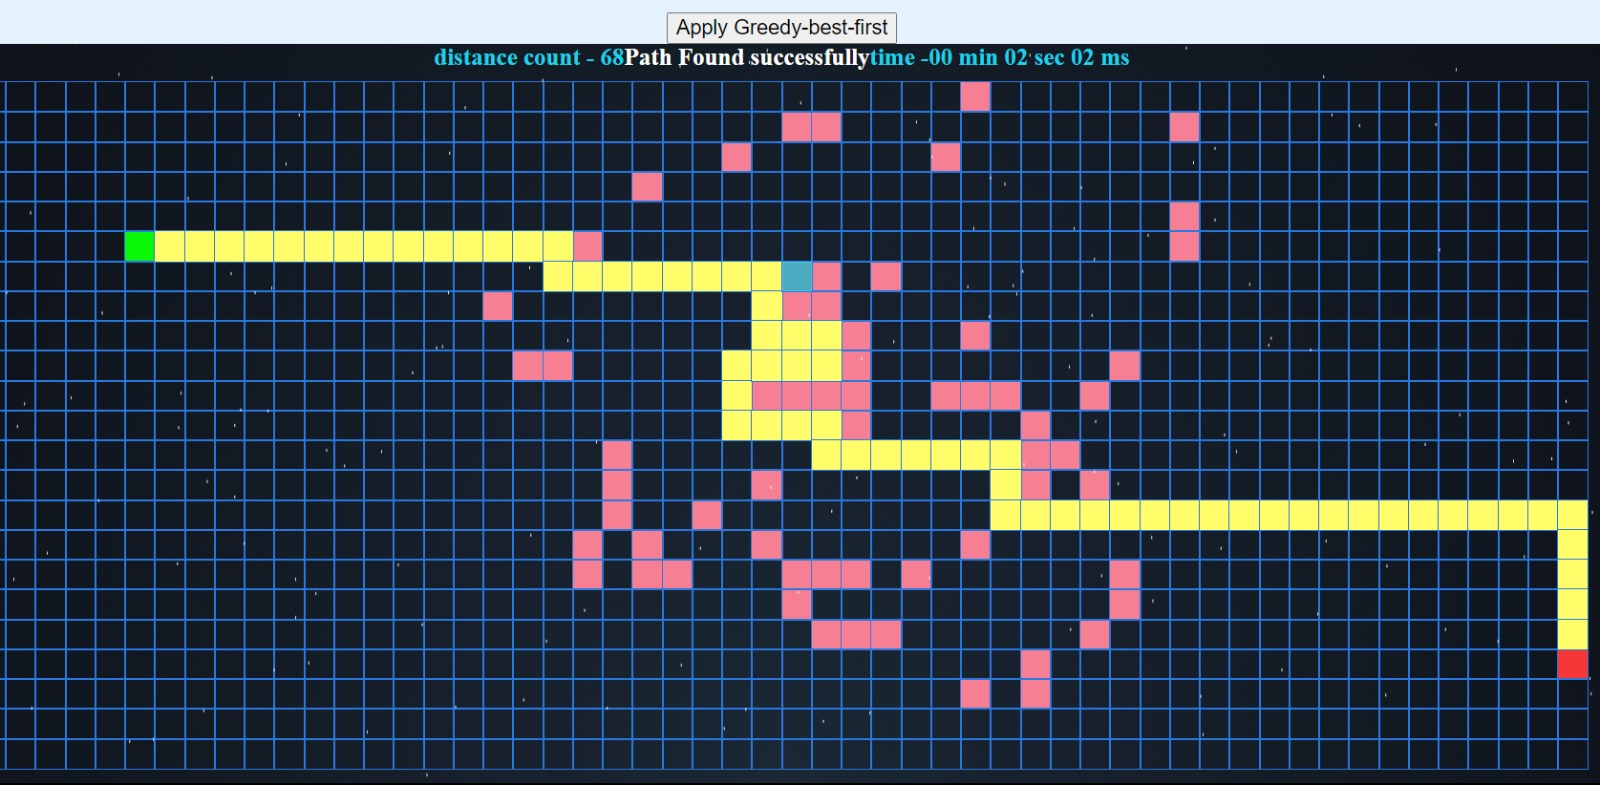 Apply Greedy-best-first
distance count - 68Path Found successfullytime -00 min 02 sec 02 ms